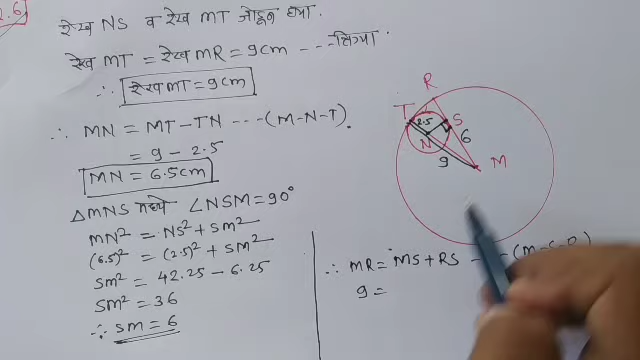 2.6
रेख NS व रेख MT जोडून घेवा.
रेख MT = रेख MR = 9cm ---त्रिज्या
∴ रेख MT = 9cm
∴ MN = MT - TN ---(M-N-T).
= 9 - 2.5
MN = 6.5cm
△MNS मध्ये ∠NSM = 90°
MN² = NS² + SM²
(6.5)² = (2.5)² + SM²
SM² = 42.25 - 6.25
SM² = 36
∴ SM = 6
R
T
2.5
S
N
6
9
M
∴ MR = MS + RS
9 =